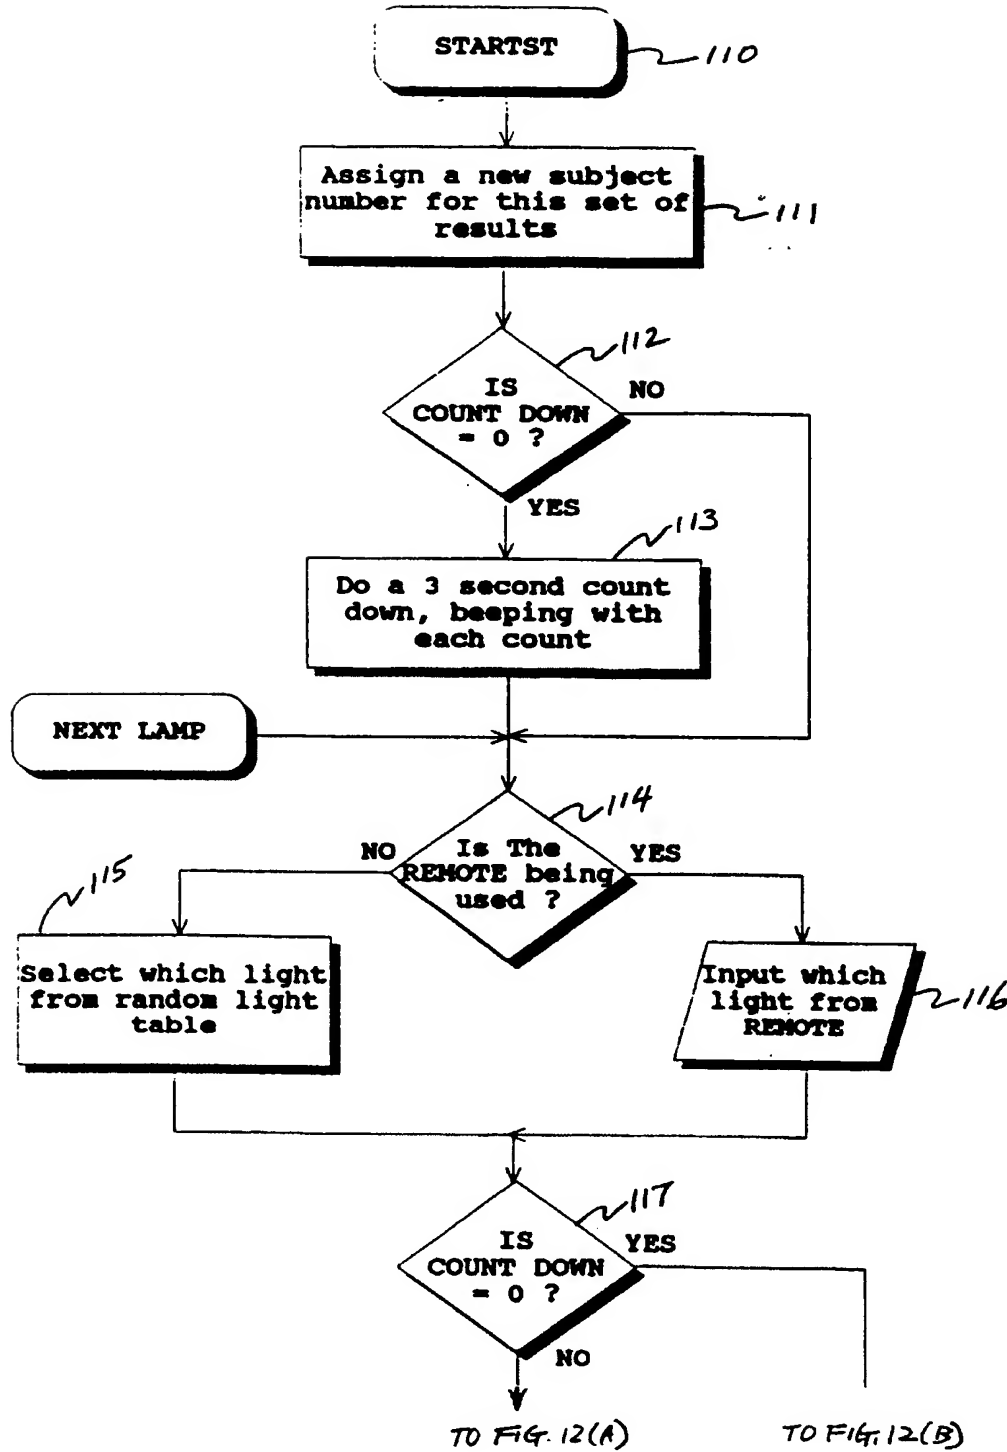 STARTST
110
Assign a new subject
number for this set of
results
111
112
IS
COUNT DOWN
= 0 ?
NO
YES
113
Do a 3 second count
down, beeping with
each count
NEXT LAMP
114
NO
Is The
REMOTE being
used ?
YES
115
Select which light
from random light
table
Input which
light from
REMOTE
116
117
IS
COUNT DOWN
= 0 ?
YES
NO
TO FIG. 12(A)
TO FIG. 12(B)